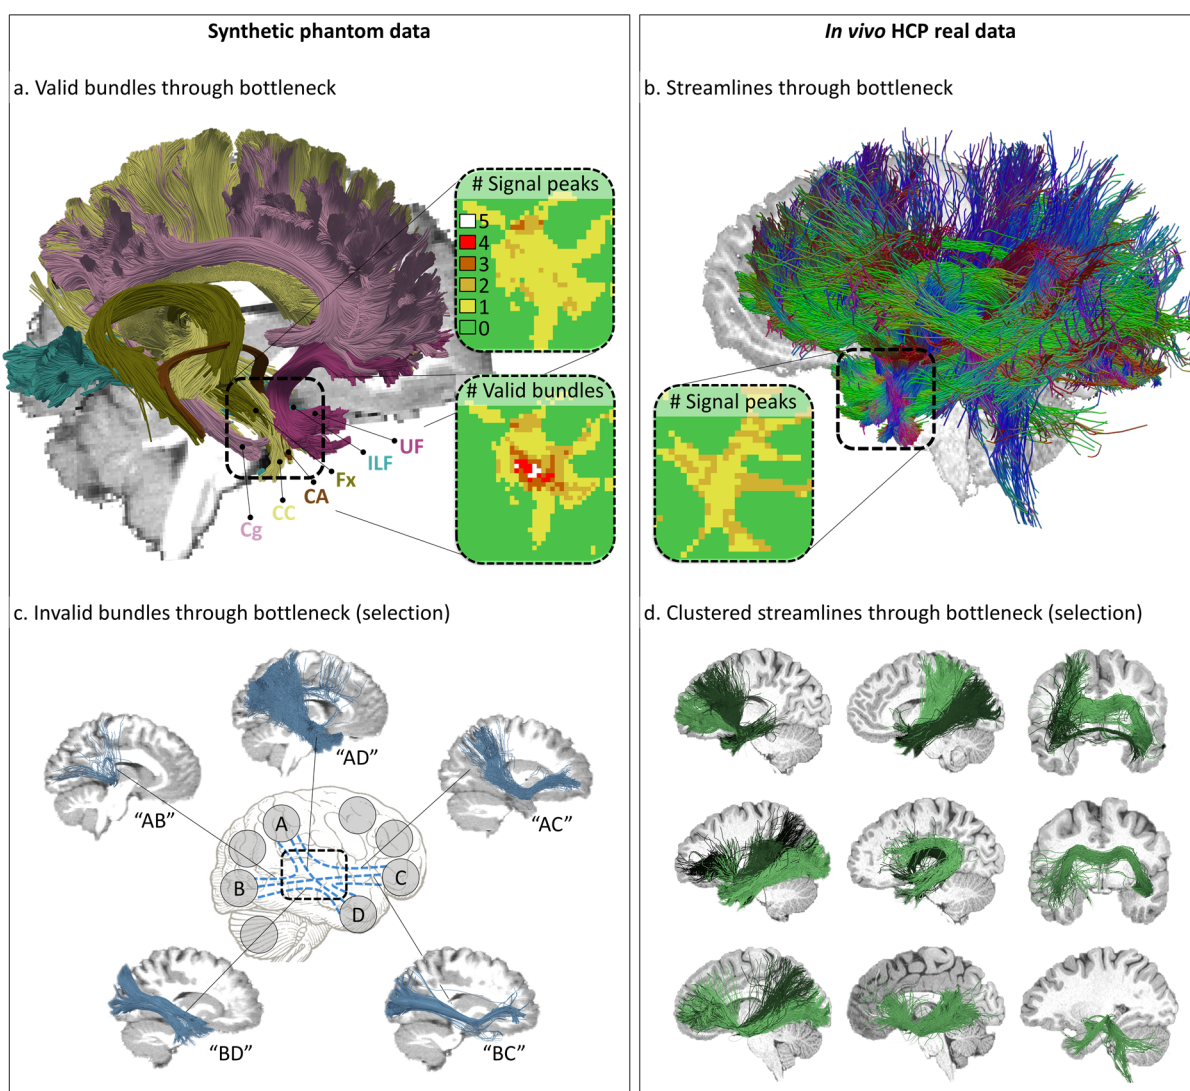 Synthetic phantom data
In vivo HCP real data
a. Valid bundles through bottleneck
b. Streamlines through bottleneck
# Signal peaks
5
4
3
2
1
0
# Valid bundles
UF
ILF
Fx
CA
CC
Cg
# Signal peaks
c. Invalid bundles through bottleneck (selection)
d. Clustered streamlines through bottleneck (selection)
“AD”
“AB”
“AC”
A
B
C
D
“BD”
“BC”